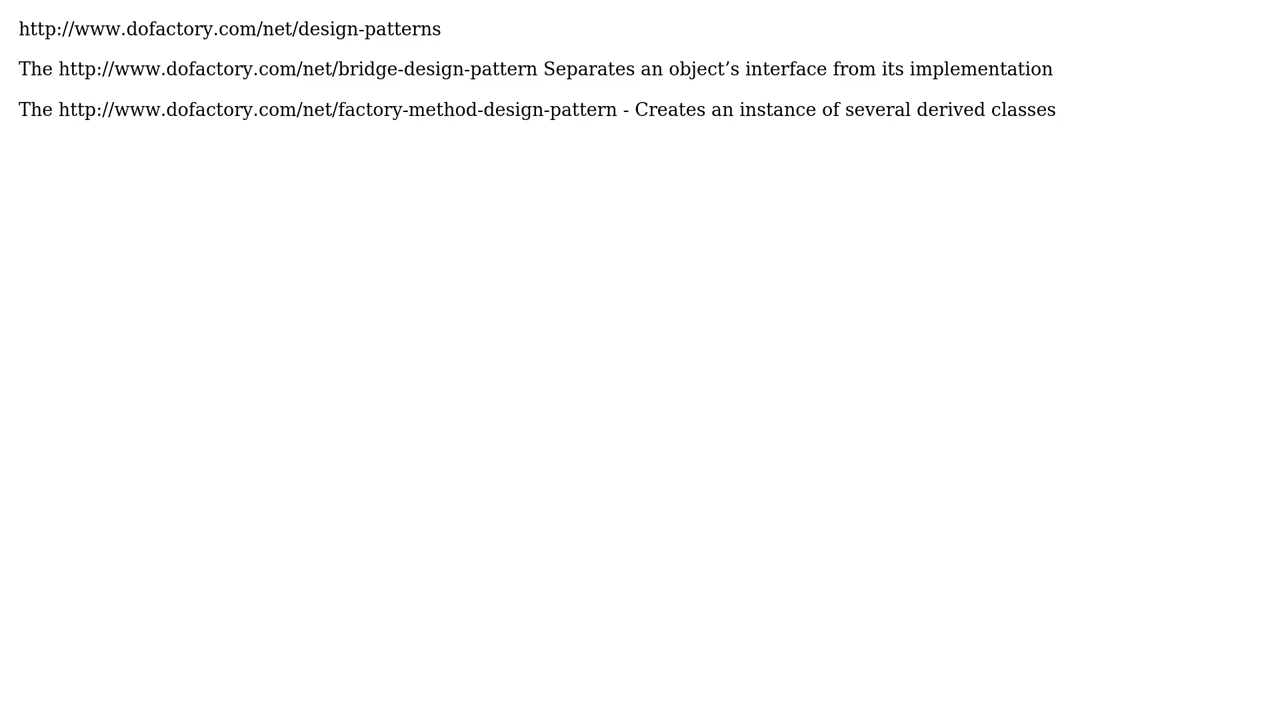 http://www.dofactory.com/net/design-patterns
The http://www.dofactory.com/net/bridge-design-pattern Separates an object’s interface from its implementation
The http://www.dofactory.com/net/factory-method-design-pattern - Creates an instance of several derived classes